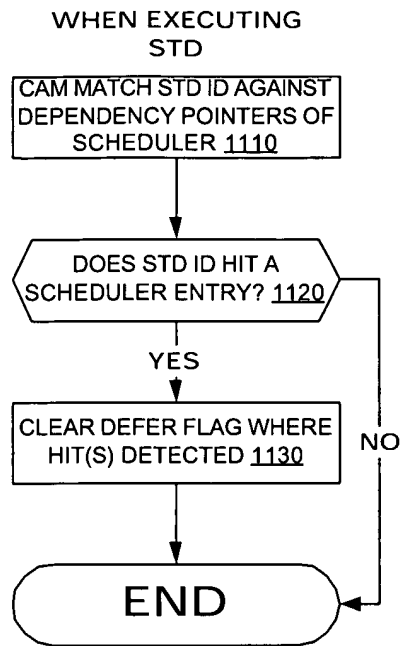 WHEN EXECUTING
STD
CAM MATCH STD ID AGAINST
DEPENDENCY POINTERS OF
SCHEDULER 1110
DOES STD ID HIT A
SCHEDULER ENTRY? 1120
YES
CLEAR DEFER FLAG WHERE
HIT(S) DETECTED 1130
NO
END